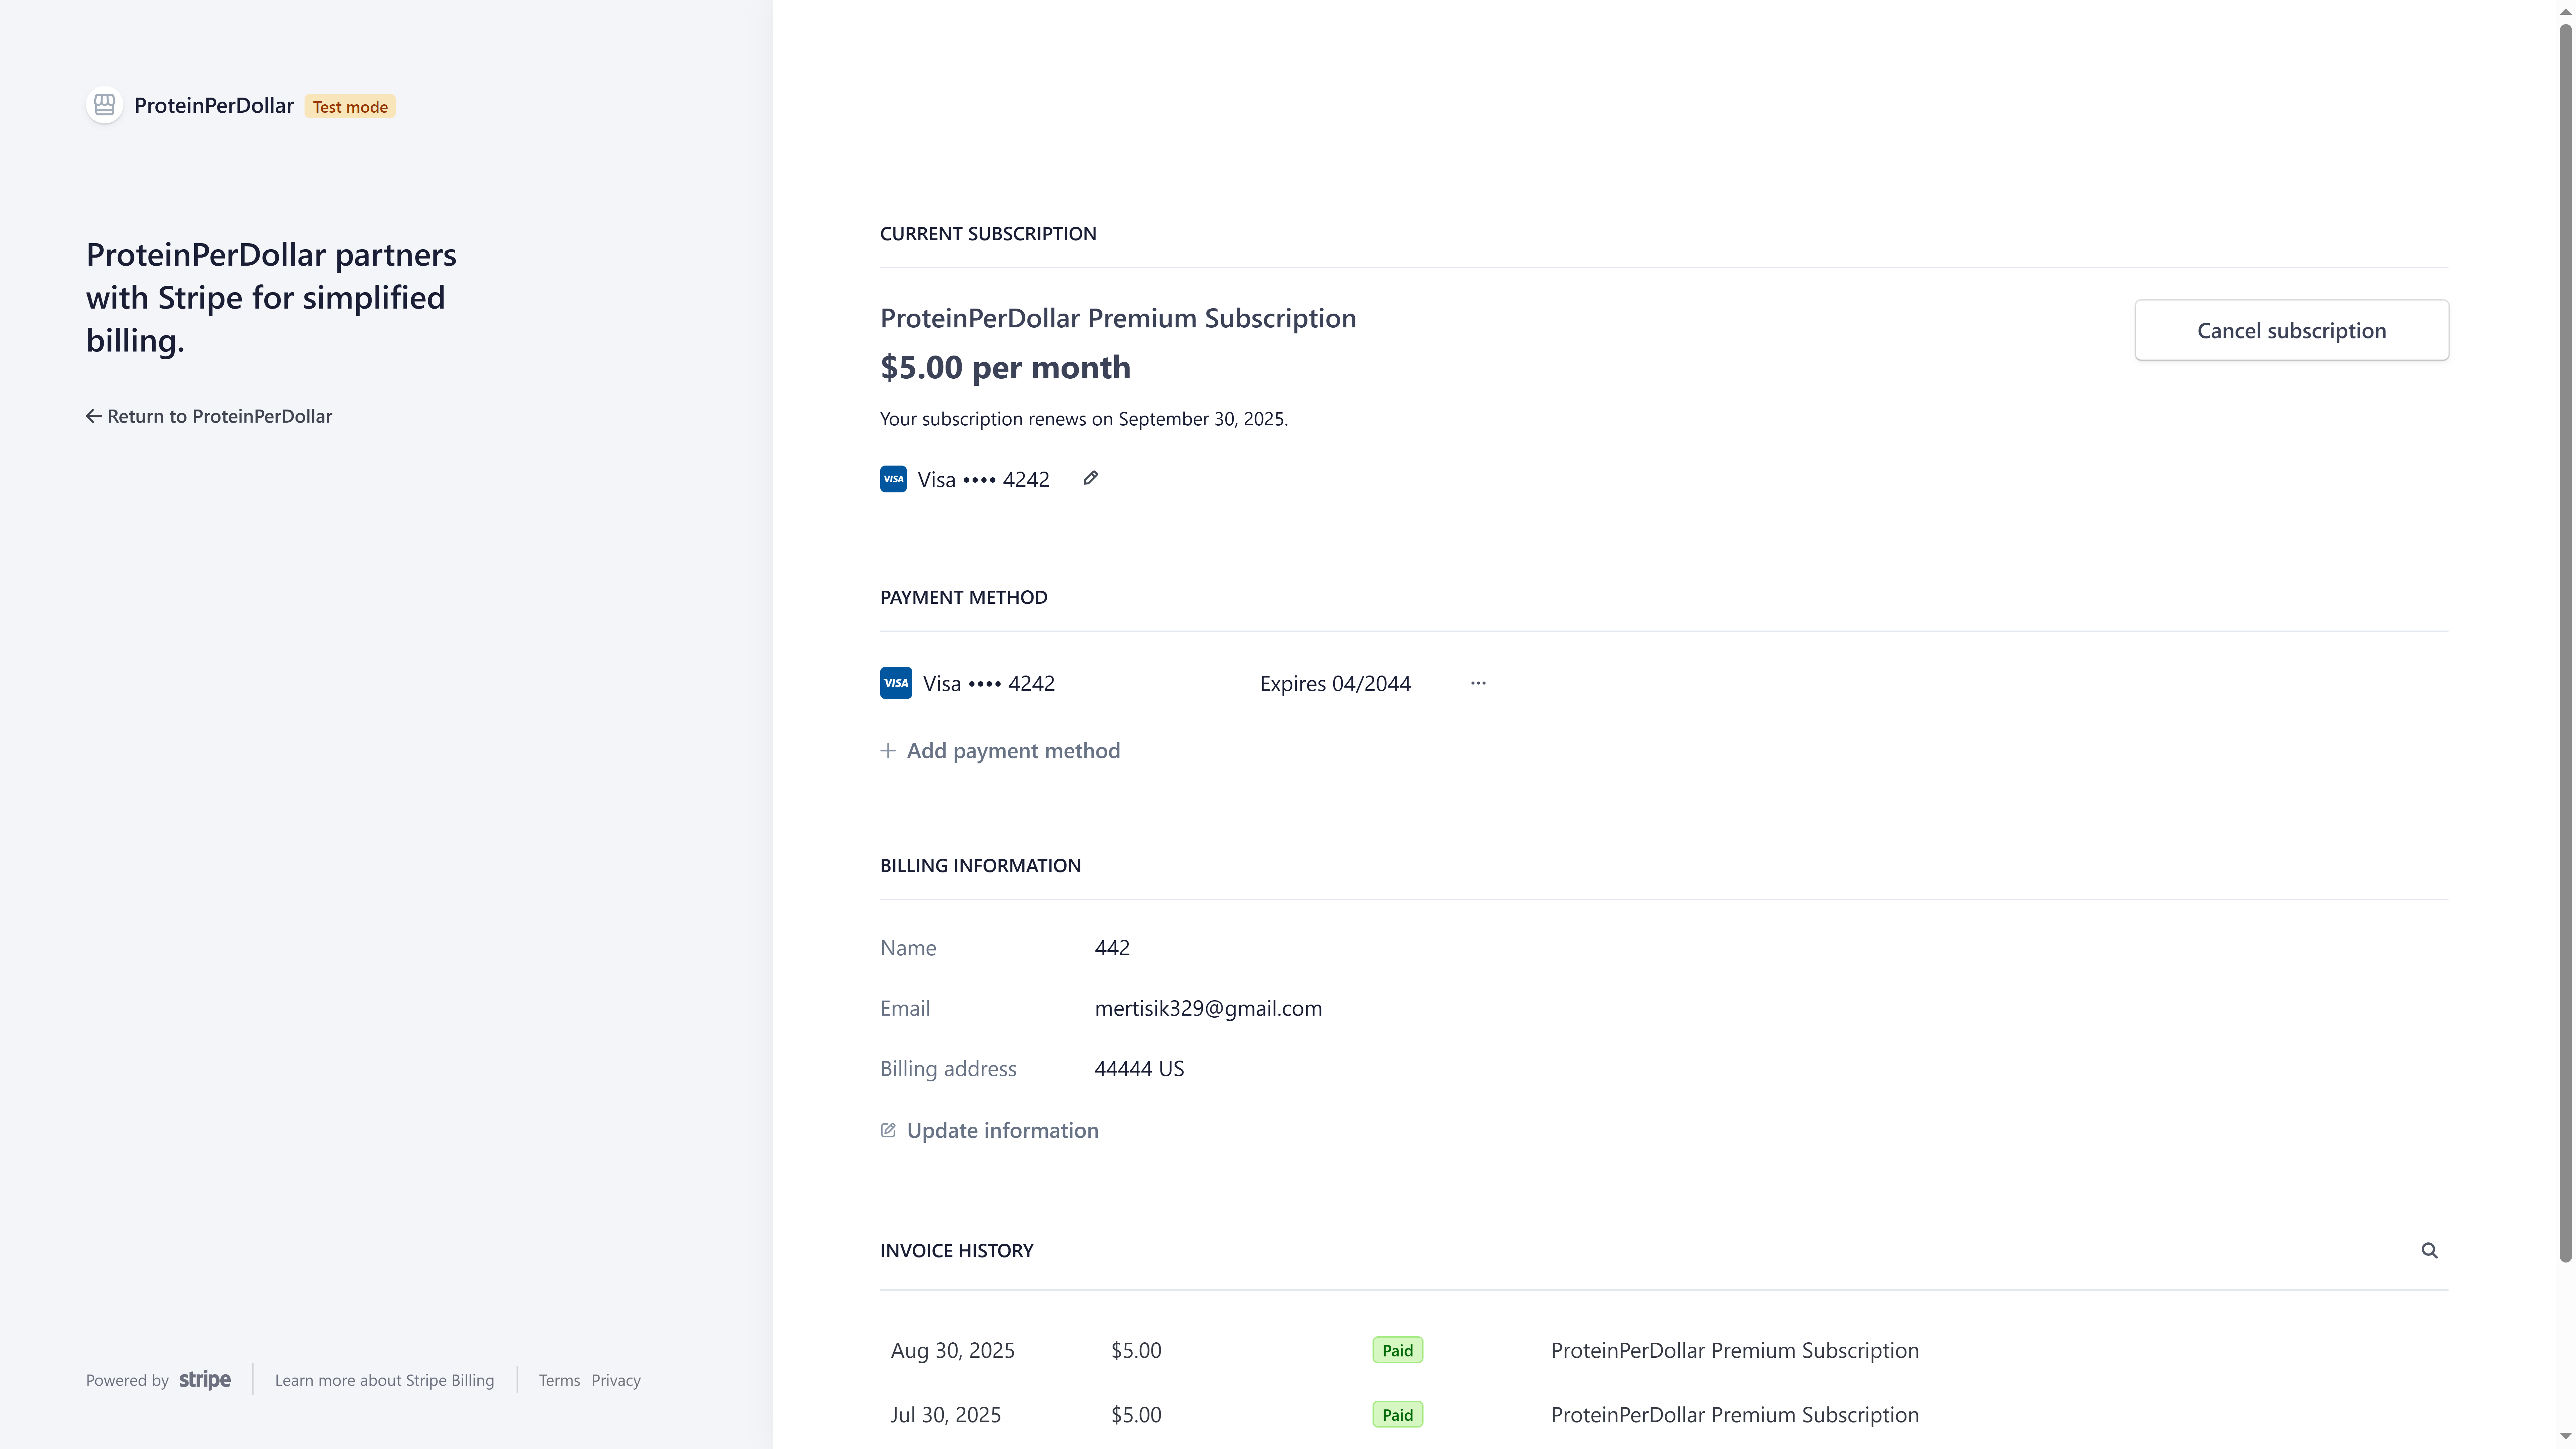 ProteinPerDollar Test mode
ProteinPerDollar partners
with Stripe for simplified
billing.
← Return to ProteinPerDollar
Powered by stripe
Learn more about Stripe Billing
Terms Privacy
CURRENT SUBSCRIPTION
ProteinPerDollar Premium Subscription
Cancel subscription
$5.00 per month
Your subscription renews on September 30, 2025.
VISA Visa •••• 4242
PAYMENT METHOD
VISA Visa •••• 4242 Expires 04/2044 ···
+ Add payment method
BILLING INFORMATION
Name 442
Email mertisik329@gmail.com
Billing address 44444 US
Update information
INVOICE HISTORY
Aug 30, 2025 $5.00 Paid ProteinPerDollar Premium Subscription
Jul 30, 2025 $5.00 Paid ProteinPerDollar Premium Subscription